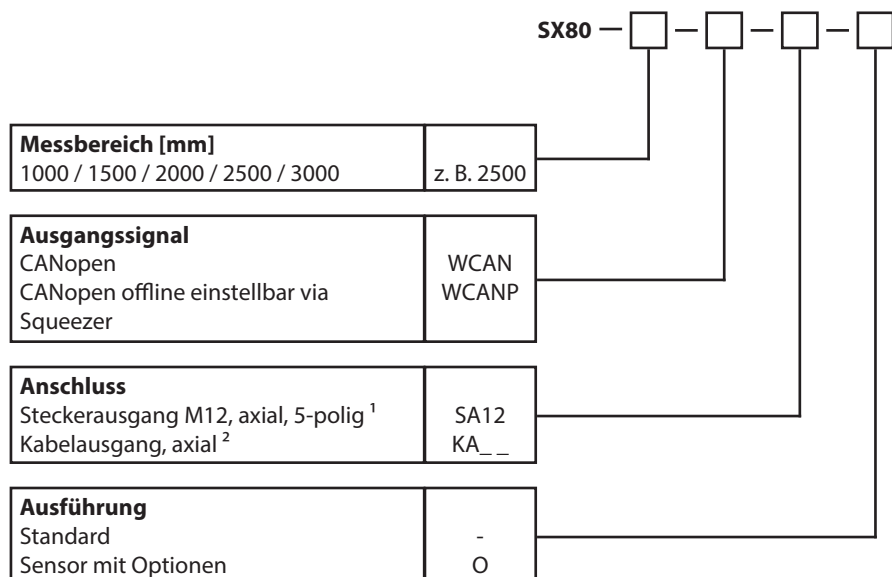 SX80 — □ — □ — □ — □
Messbereich [mm]
1000 / 1500 / 2000 / 2500 / 3000 z. B. 2500
Ausgangssignal
CANopen WCAN
CANopen offline einstellbar via WCANP
Squeezer
Anschluss
Steckerausgang M12, axial, 5-polig ¹ SA12
Kabelausgang, axial ² KA_ _
Ausführung
Standard -
Sensor mit Optionen O